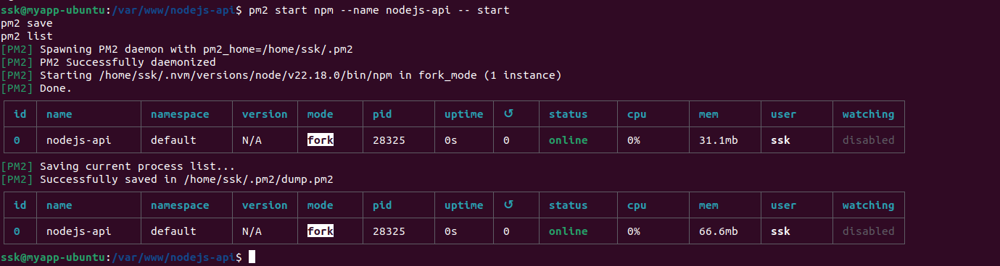 ssk@myapp-ubuntu:/var/www/nodejs-api$ pm2 start npm --name nodejs-api -- start
pm2 save
pm2 list
[PM2] Spawning PM2 daemon with pm2_home=/home/ssk/.pm2
[PM2] PM2 Successfully daemonized
[PM2] Starting /home/ssk/.nvm/versions/node/v22.18.0/bin/npm in fork_mode (1 instance)
[PM2] Done.
id name namespace version mode pid uptime ↺ status cpu mem user watching
0 nodejs-api default N/A fork 28325 0s 0 online 0% 31.1mb ssk disabled
[PM2] Saving current process list...
[PM2] Successfully saved in /home/ssk/.pm2/dump.pm2
id name namespace version mode pid uptime ↺ status cpu mem user watching
0 nodejs-api default N/A fork 28325 0s 0 online 0% 66.6mb ssk disabled
ssk@myapp-ubuntu:/var/www/nodejs-api$